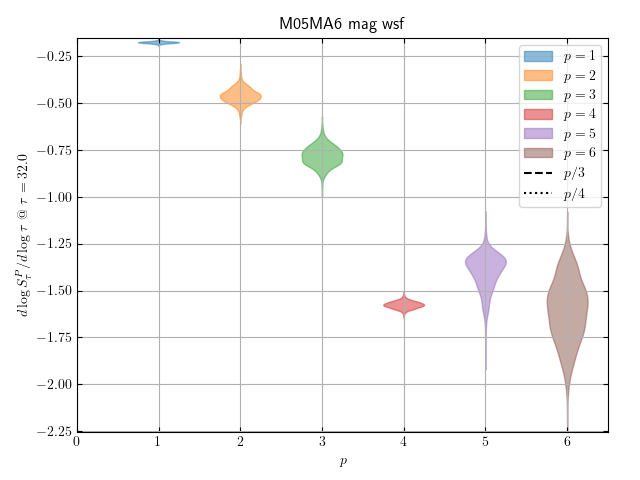 M05MA6 mag wsf
d log S_τ^P / d log τ @ τ = 32.0
−0.25
−0.50
−0.75
−1.00
−1.25
−1.50
−1.75
−2.00
−2.25
0 1 2 3 4 5 6
p
p = 1
p = 2
p = 3
p = 4
p = 5
p = 6
p/3
p/4